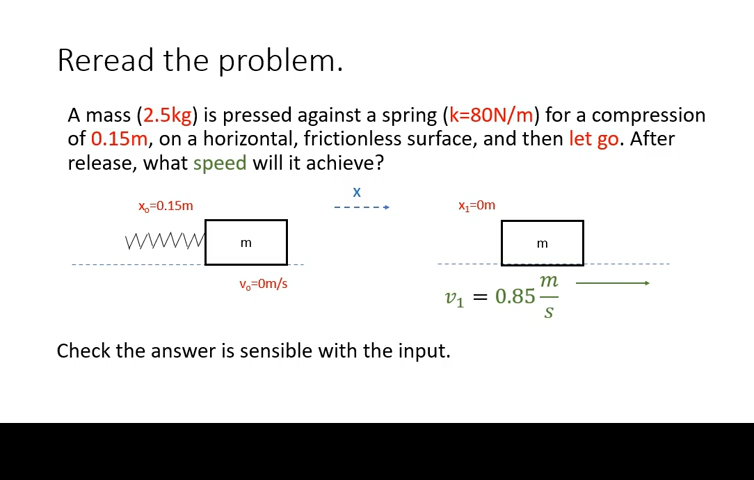 Reread the problem.
A mass (2.5kg) is pressed against a spring (k=80N/m) for a compression
of 0.15m, on a horizontal, frictionless surface, and then let go. After
release, what speed will it achieve?
x₀=0.15m
x
x₁=0m
m
m
v₀=0m/s
v₁ = 0.85 m/s
Check the answer is sensible with the input.